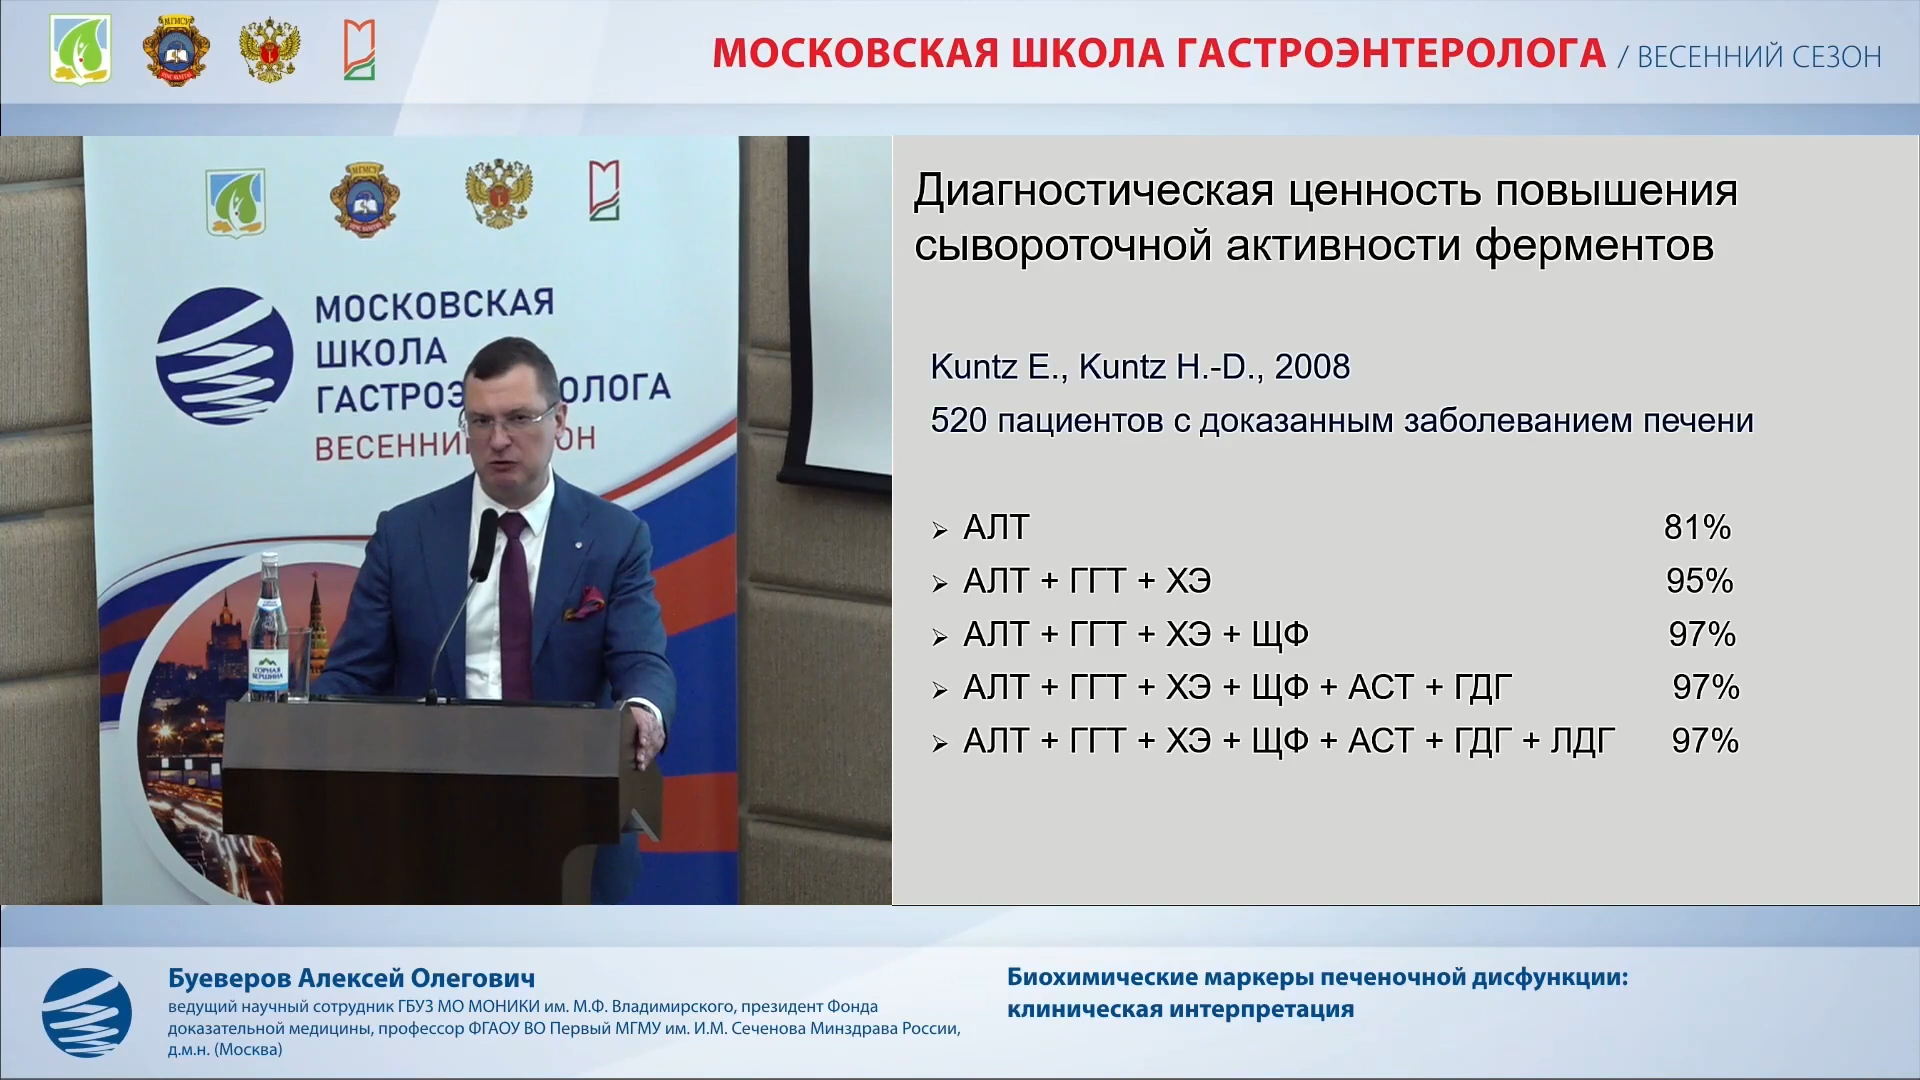 МОСКОВСКАЯ ШКОЛА ГАСТРОЭНТЕРОЛОГА / ВЕСЕННИЙ СЕЗОН
МГМСУ
МОСКОВСКАЯ
ШКОЛА
ГАСТРОЭ ОЛОГА
ВЕСЕННИ ОН
ГОРНАЯ
ВЕРШИНА
Диагностическая ценность повышения
сывороточной активности ферментов
Kuntz E., Kuntz H.-D., 2008
520 пациентов с доказанным заболеванием печени
➢ АЛТ 81%
➢ АЛТ + ГГТ + ХЭ 95%
➢ АЛТ + ГГТ + ХЭ + ЩФ 97%
➢ АЛТ + ГГТ + ХЭ + ЩФ + АСТ + ГДГ 97%
➢ АЛТ + ГГТ + ХЭ + ЩФ + АСТ + ГДГ + ЛДГ 97%
Буеверов Алексей Олегович
ведущий научный сотрудник ГБУЗ МО МОНИКИ им. М.Ф. Владимирского, президент Фонда
доказательной медицины, профессор ФГАОУ ВО Первый МГМУ им. И.М. Сеченова Минздрава России,
д.м.н. (Москва)
Биохимические маркеры печеночной дисфункции:
клиническая интерпретация